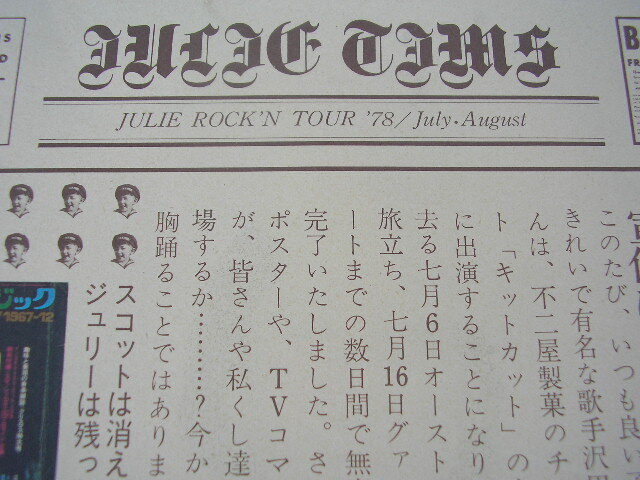 JULIE TIMS
JULIE ROCK'N TOUR '78/July・August
このたび、いつも良い子
きれいで有名な歌手沢田
んは、不二屋製菓のチ
ト「キットカット」の
に出演することになり
去る七月6日オースト
旅立ち、七月16日グァ
ートまでの数日間で無
完了いたしました。さ
ポスターや、TVコマ
が、皆さんや私くし達
場するか…………?今か
胸踊ることではありま
スコットは消え
ジュリーは残っ
ジック
1967-12